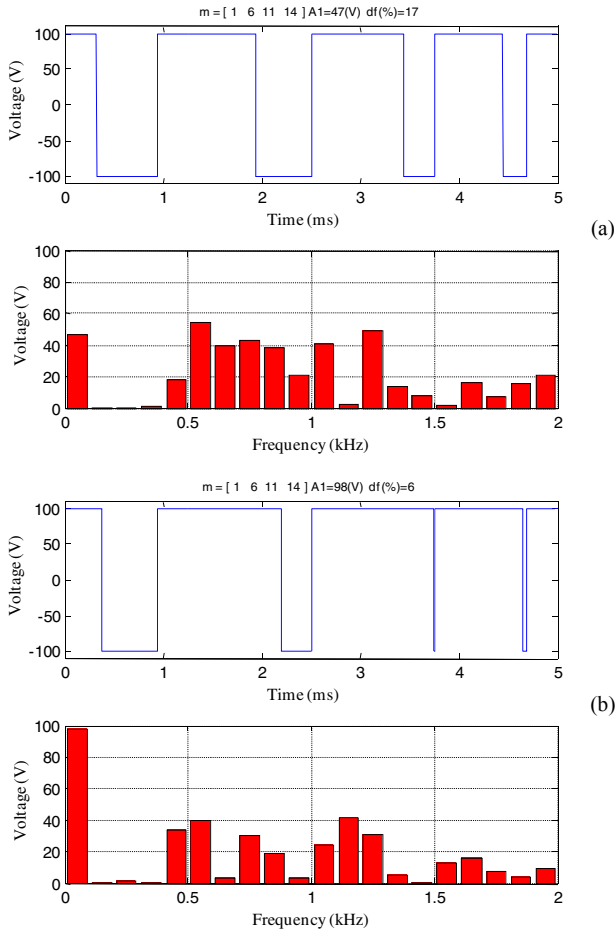 m = [ 1 6 11 14 ] A1=47(V) df(%)=17
100
50
0
-50
-100
Voltage (V)
0 1 2 3 4 5
Time (ms)
(a)
100
80
60
40
20
0
Voltage (V)
0.5 1 1.5 2
Frequency (kHz)
m = [ 1 6 11 14 ] A1=98(V) df(%)=6
100
50
0
-50
-100
Voltage (V)
0 1 2 3 4 5
Time (ms)
(b)
100
80
60
40
20
0
Voltage (V)
0 0.5 1 1.5 2
Frequency (kHz)